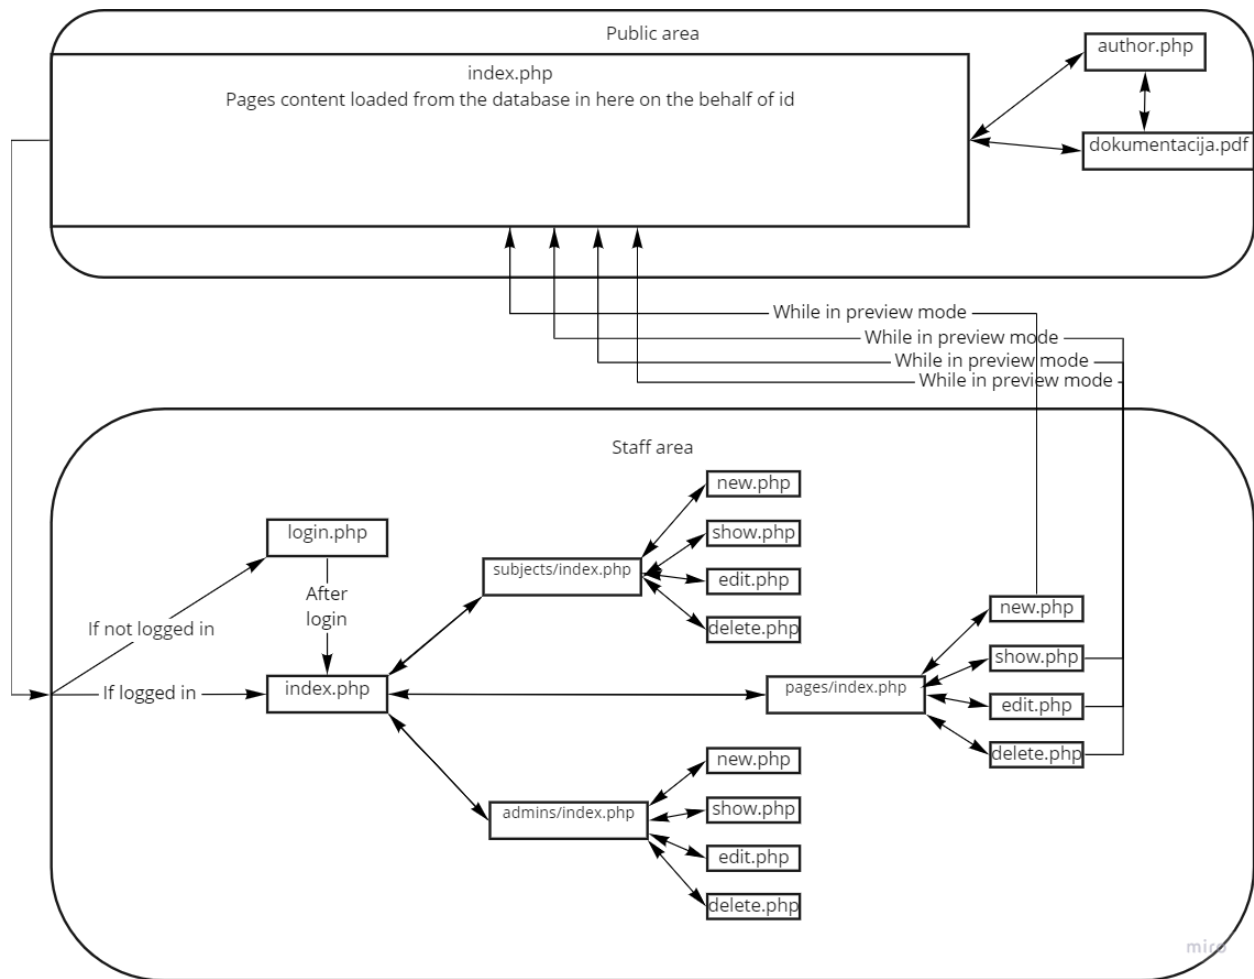 Public area
index.php
Pages content loaded from the database in here on the behalf of id
author.php
dokumentacija.pdf
While in preview mode
While in preview mode
While in preview mode
While in preview mode
Staff area
login.php
After
login
If not logged in
If logged in
index.php
subjects/index.php
new.php
show.php
edit.php
delete.php
pages/index.php
new.php
show.php
edit.php
delete.php
admins/index.php
new.php
show.php
edit.php
delete.php
miro